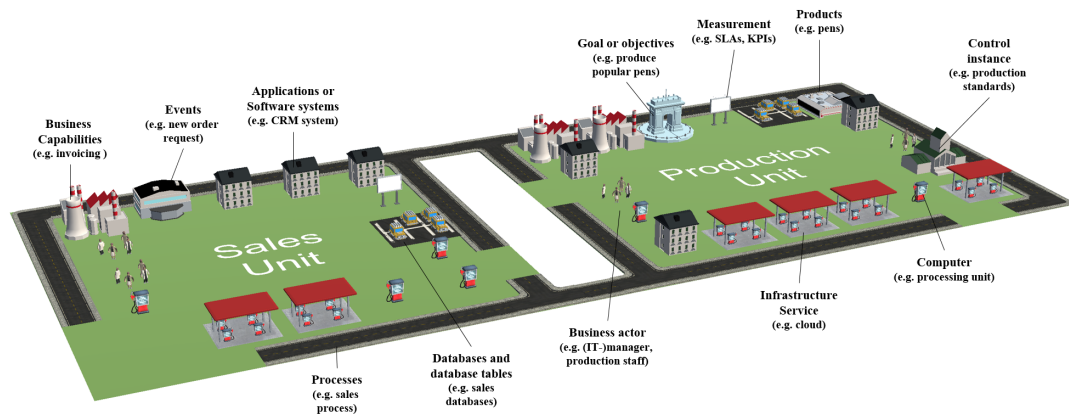 Business
Capabilities
(e.g. invoicing )
Events
(e.g. new order
request)
Applications or
Software systems
(e.g. CRM system)
Goal or objectives
(e.g. produce
popular pens)
Measurement
(e.g. SLAs, KPIs)
Products
(e.g. pens)
Control
instance
(e.g. production
standards)
Sales
Unit
Production
Unit
Processes
(e.g. sales
process)
Databases and
database tables
(e.g. sales
databases)
Business actor
(e.g. (IT-)manager,
production staff)
Infrastructure
Service
(e.g. cloud)
Computer
(e.g. processing unit)